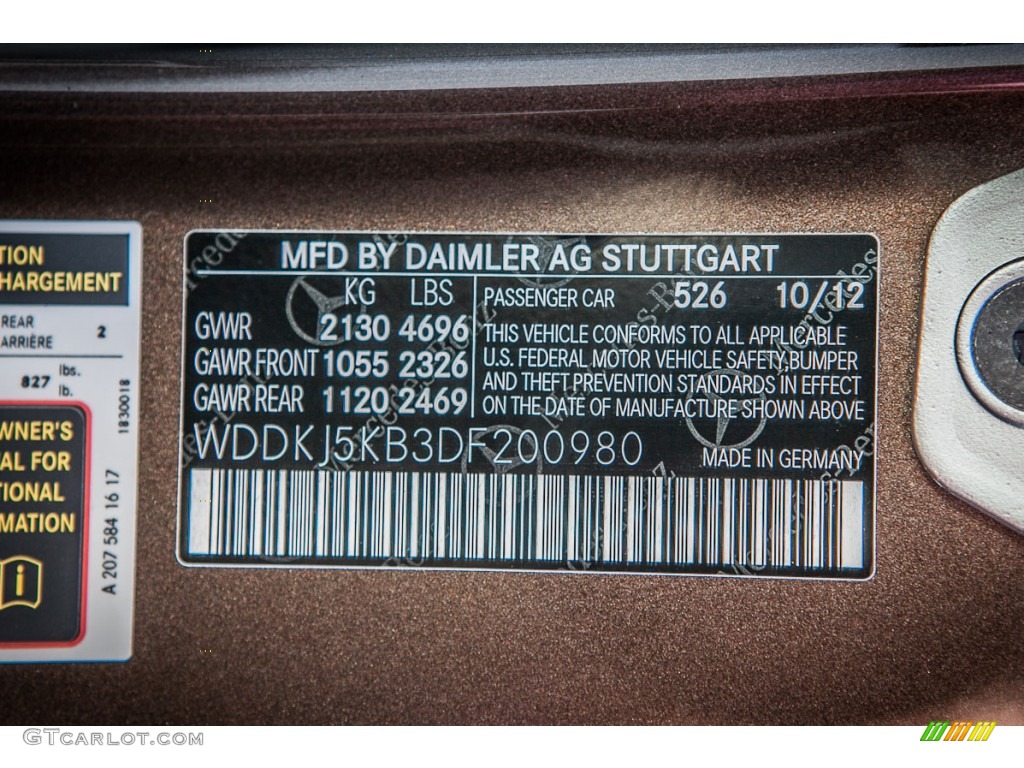 MFD BY DAIMLER AG STUTTGART
KG LBS
GVWR 2130 4696
GAWR FRONT 1055 2326
GAWR REAR 1120 2469
PASSENGER CAR 526 10/12
THIS VEHICLE CONFORMS TO ALL APPLICABLE
U.S. FEDERAL MOTOR VEHICLE SAFETY,BUMPER
AND THEFT PREVENTION STANDARDS IN EFFECT
ON THE DATE OF MANUFACTURE SHOWN ABOVE
WDDKJ5KB3DF200980
MADE IN GERMANY
TION
HARGEMENT
REAR
ARRIÈRE 2
827 lbs.
lb.
1830018
WNER'S
AL FOR
TIONAL
MATION
i
A 207 584 16 17
GTCARLOT.COM